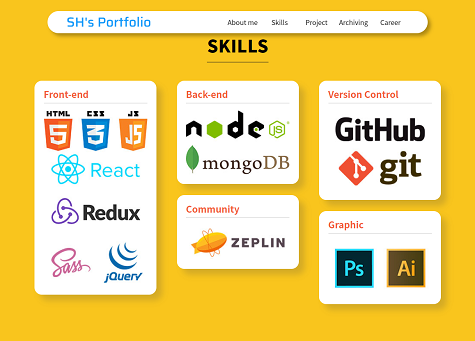 SH's Portfolio
About me Skills Project Archiving Career
SKILLS
Front-end
HTML CSS JS
5 3 JS
React
Redux
Sass
jQuery
Back-end
node JS
mongoDB
Community
ZEPLIN
Version Control
GitHub
git
Graphic
Ps Ai